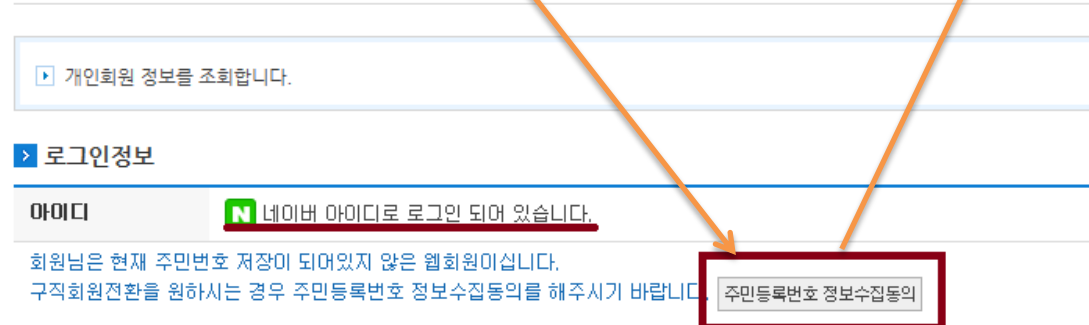 개인회원 정보를 조회합니다.
로그인정보
아이디
N 네이버 아이디로 로그인 되어 있습니다.
회원님은 현재 주민번호 저장이 되어있지 않은 웹회원이십니다.
구직회원전환을 원하시는 경우 주민등록번호 정보수집동의를 해주시기 바랍니다. 주민등록번호 정보수집동의